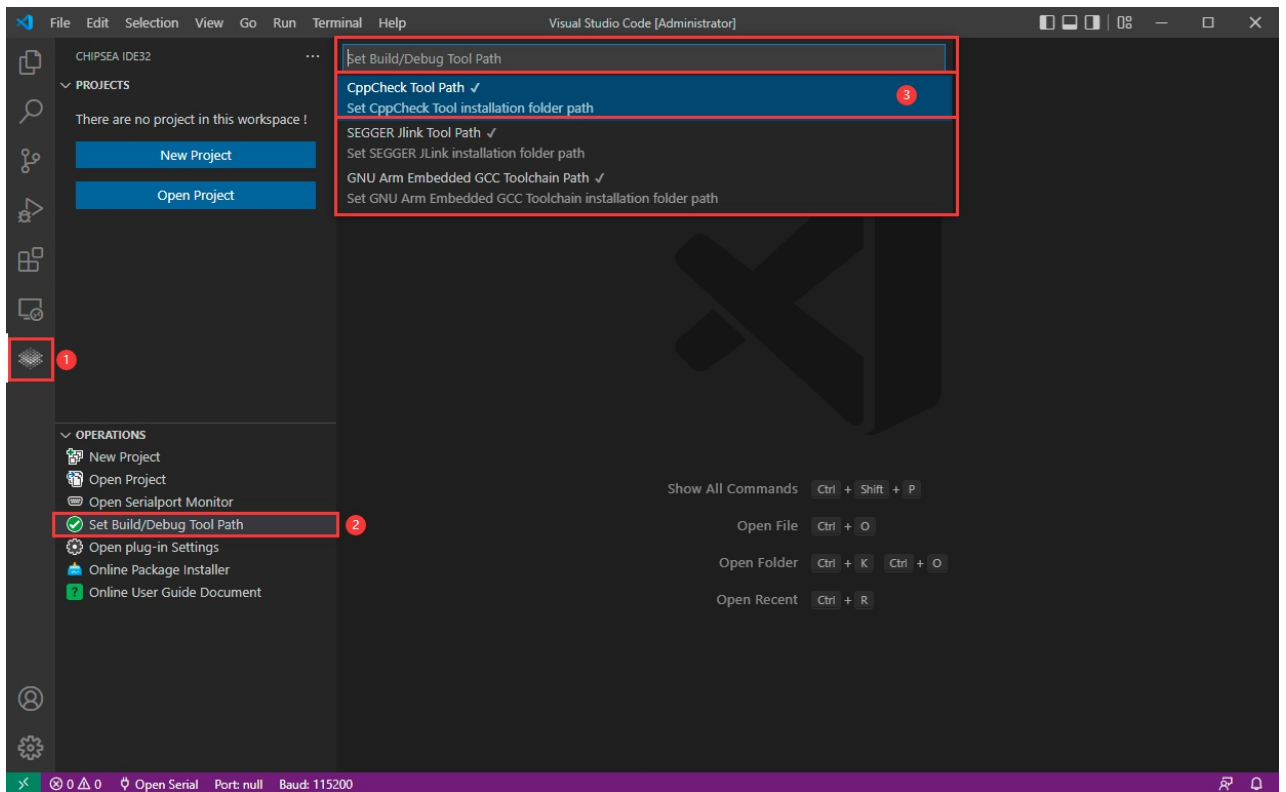 File Edit Selection View Go Run Terminal Help Visual Studio Code [Administrator]
CHIPSEA IDE32 ...
PROJECTS
There are no project in this workspace !
New Project
Open Project
Set Build/Debug Tool Path
CppCheck Tool Path ✓
Set CppCheck Tool installation folder path
3
SEGGER Jlink Tool Path ✓
Set SEGGER JLink installation folder path
GNU Arm Embedded GCC Toolchain Path ✓
Set GNU Arm Embedded GCC Toolchain installation folder path
1
OPERATIONS
New Project
Open Project
Open Serialport Monitor
Set Build/Debug Tool Path
2
Open plug-in Settings
Online Package Installer
? Online User Guide Document
Show All Commands Ctrl + Shift + P
Open File Ctrl + O
Open Folder Ctrl + K Ctrl + O
Open Recent Ctrl + R
0 0 Open Serial Port: null Baud: 115200